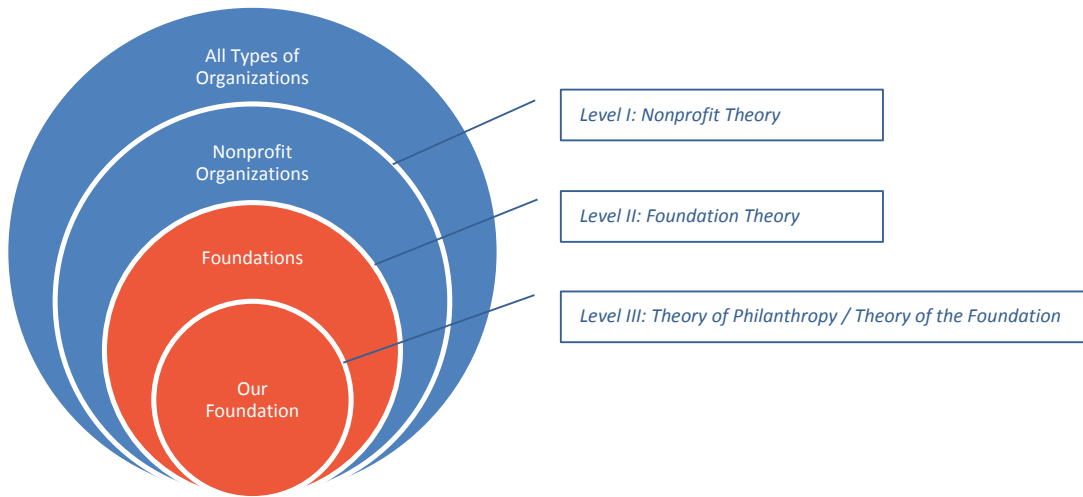 All Types of
Organizations
Level I: Nonprofit Theory
Nonprofit
Organizations
Level II: Foundation Theory
Foundations
Level III: Theory of Philanthropy / Theory of the Foundation
Our
Foundation